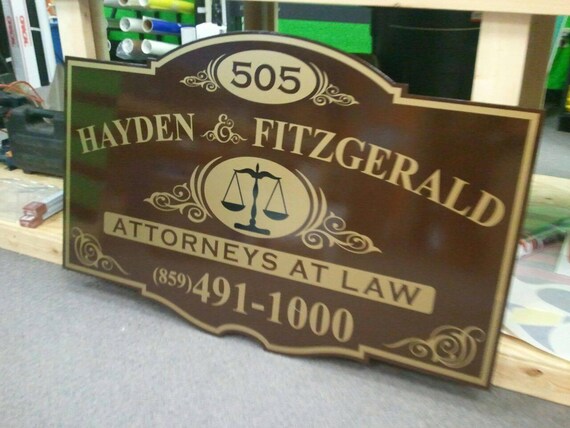 505
HAYDEN & FITZGERALD
ATTORNEYS AT LAW
(859)491-1000